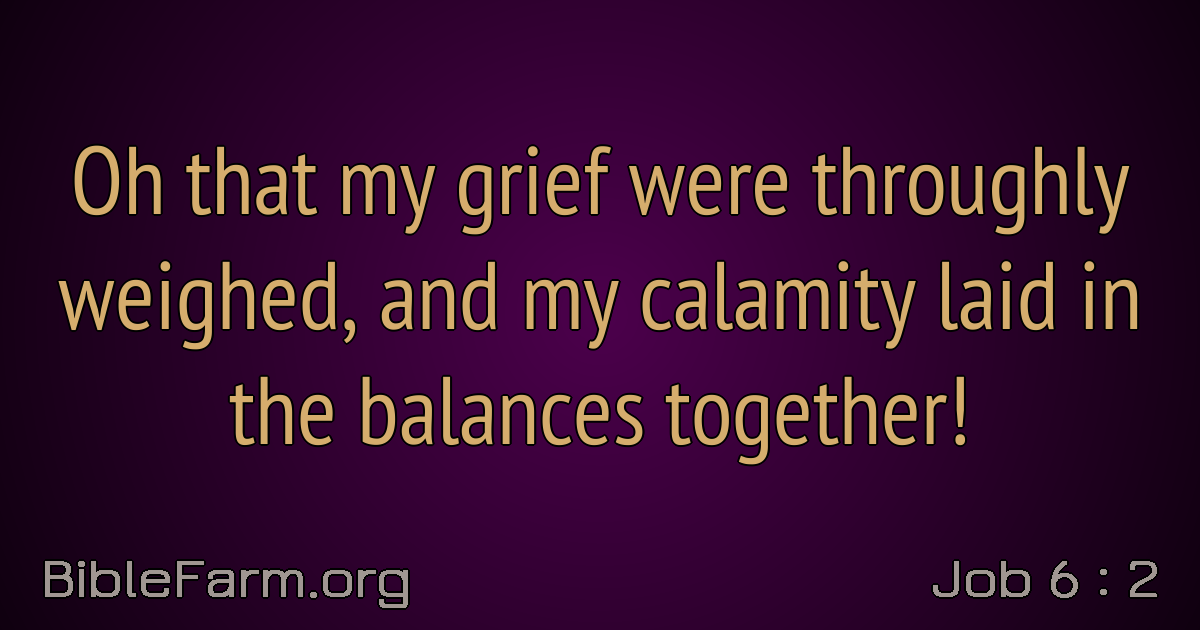 Oh that my grief were throughly
weighed, and my calamity laid in
the balances together!
BibleFarm.org
Job 6 : 2